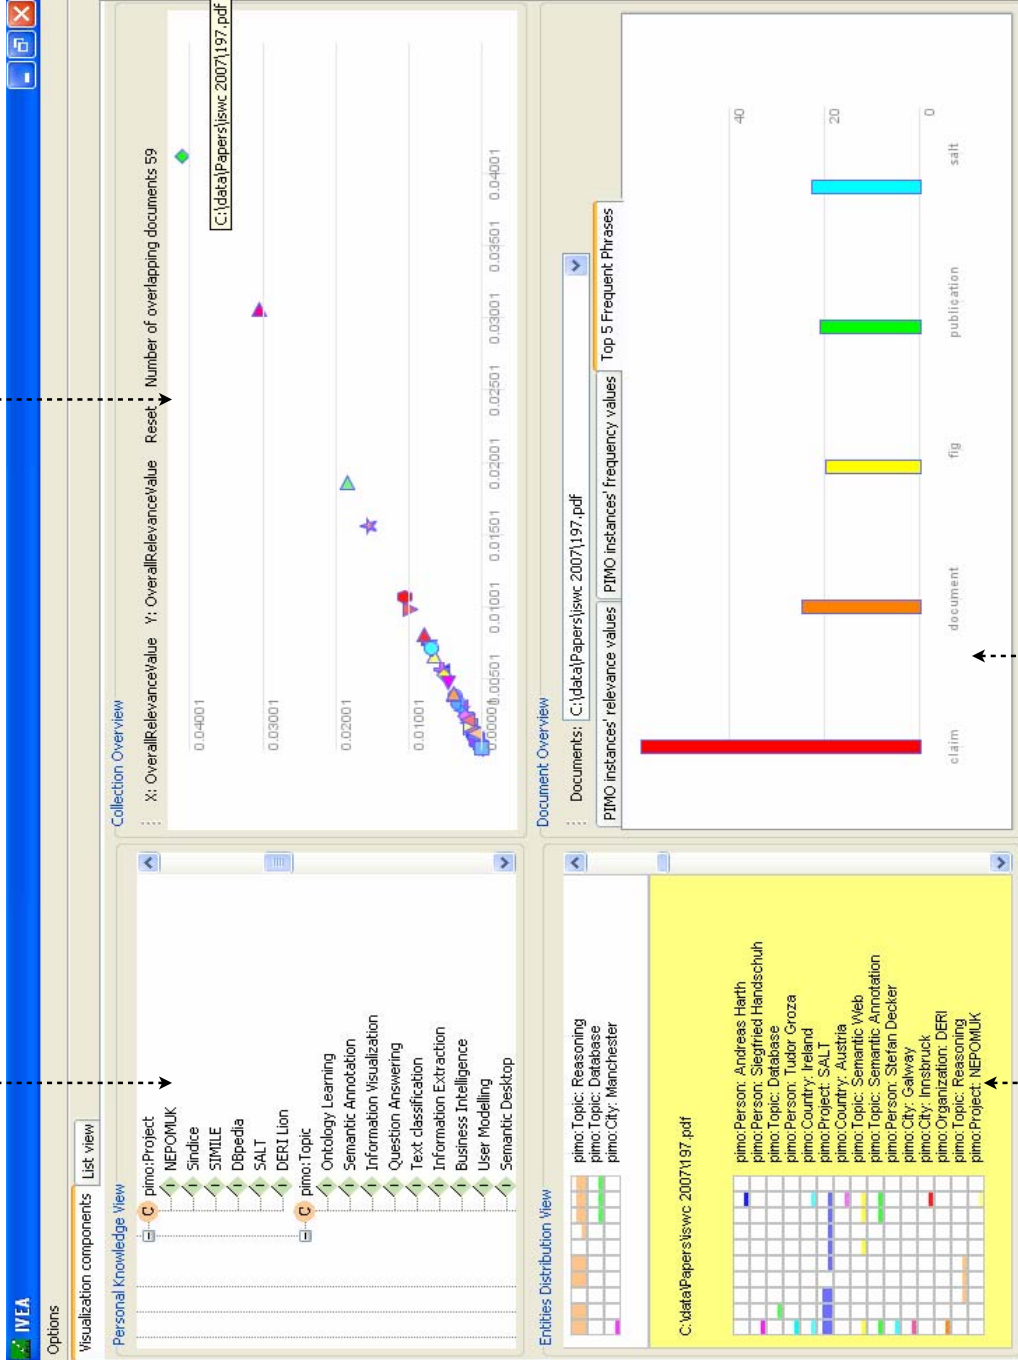 IVEA
Options
Visualization components List view
Personal Knowledge View
pimo:Project
NEPOMUK
Sindice
SIMILE
DBpedia
SALT
DERI Lion
pimo:Topic
Ontology Learning
Semantic Annotation
Information Visualization
Question Answering
Text classification
Information Extraction
Business Intelligence
User Modelling
Semantic Desktop
Collection Overview
X: OverallRelevanceValue Y: OverallRelevanceValue Reset Number of overlapping documents 59
0.04001
0.03001
0.02001
0.01001
0.00001
0.00501 0.01001 0.01501 0.02001 0.02501 0.03001 0.03501 0.04001
C:\data\Papers\iswc 2007\197.pdf
Entities Distribution View
pimo:Topic: Reasoning
pimo:Topic: Database
pimo:City: Manchester
C:\data\Papers\iswc 2007\197.pdf
pimo:Person: Andreas Harth
pimo:Person: Siegfried Handschuh
pimo:Topic: Database
pimo:Person: Tudor Groza
pimo:Country: Ireland
pimo:Project: SALT
pimo:Country: Austria
pimo:Topic: Semantic Web
pimo:Topic: Semantic Annotation
pimo:Person: Stefan Decker
pimo:City: Galway
pimo:City: Innsbruck
pimo:Organization: DERI
pimo:Topic: Reasoning
pimo:Project: NEPOMUK
Document Overview
Documents: C:\data\Papers\iswc 2007\197.pdf
PIMO instances' relevance values PIMO instances' frequency values Top 5 Frequent Phrases
40
20
0
claim document fig publication salt